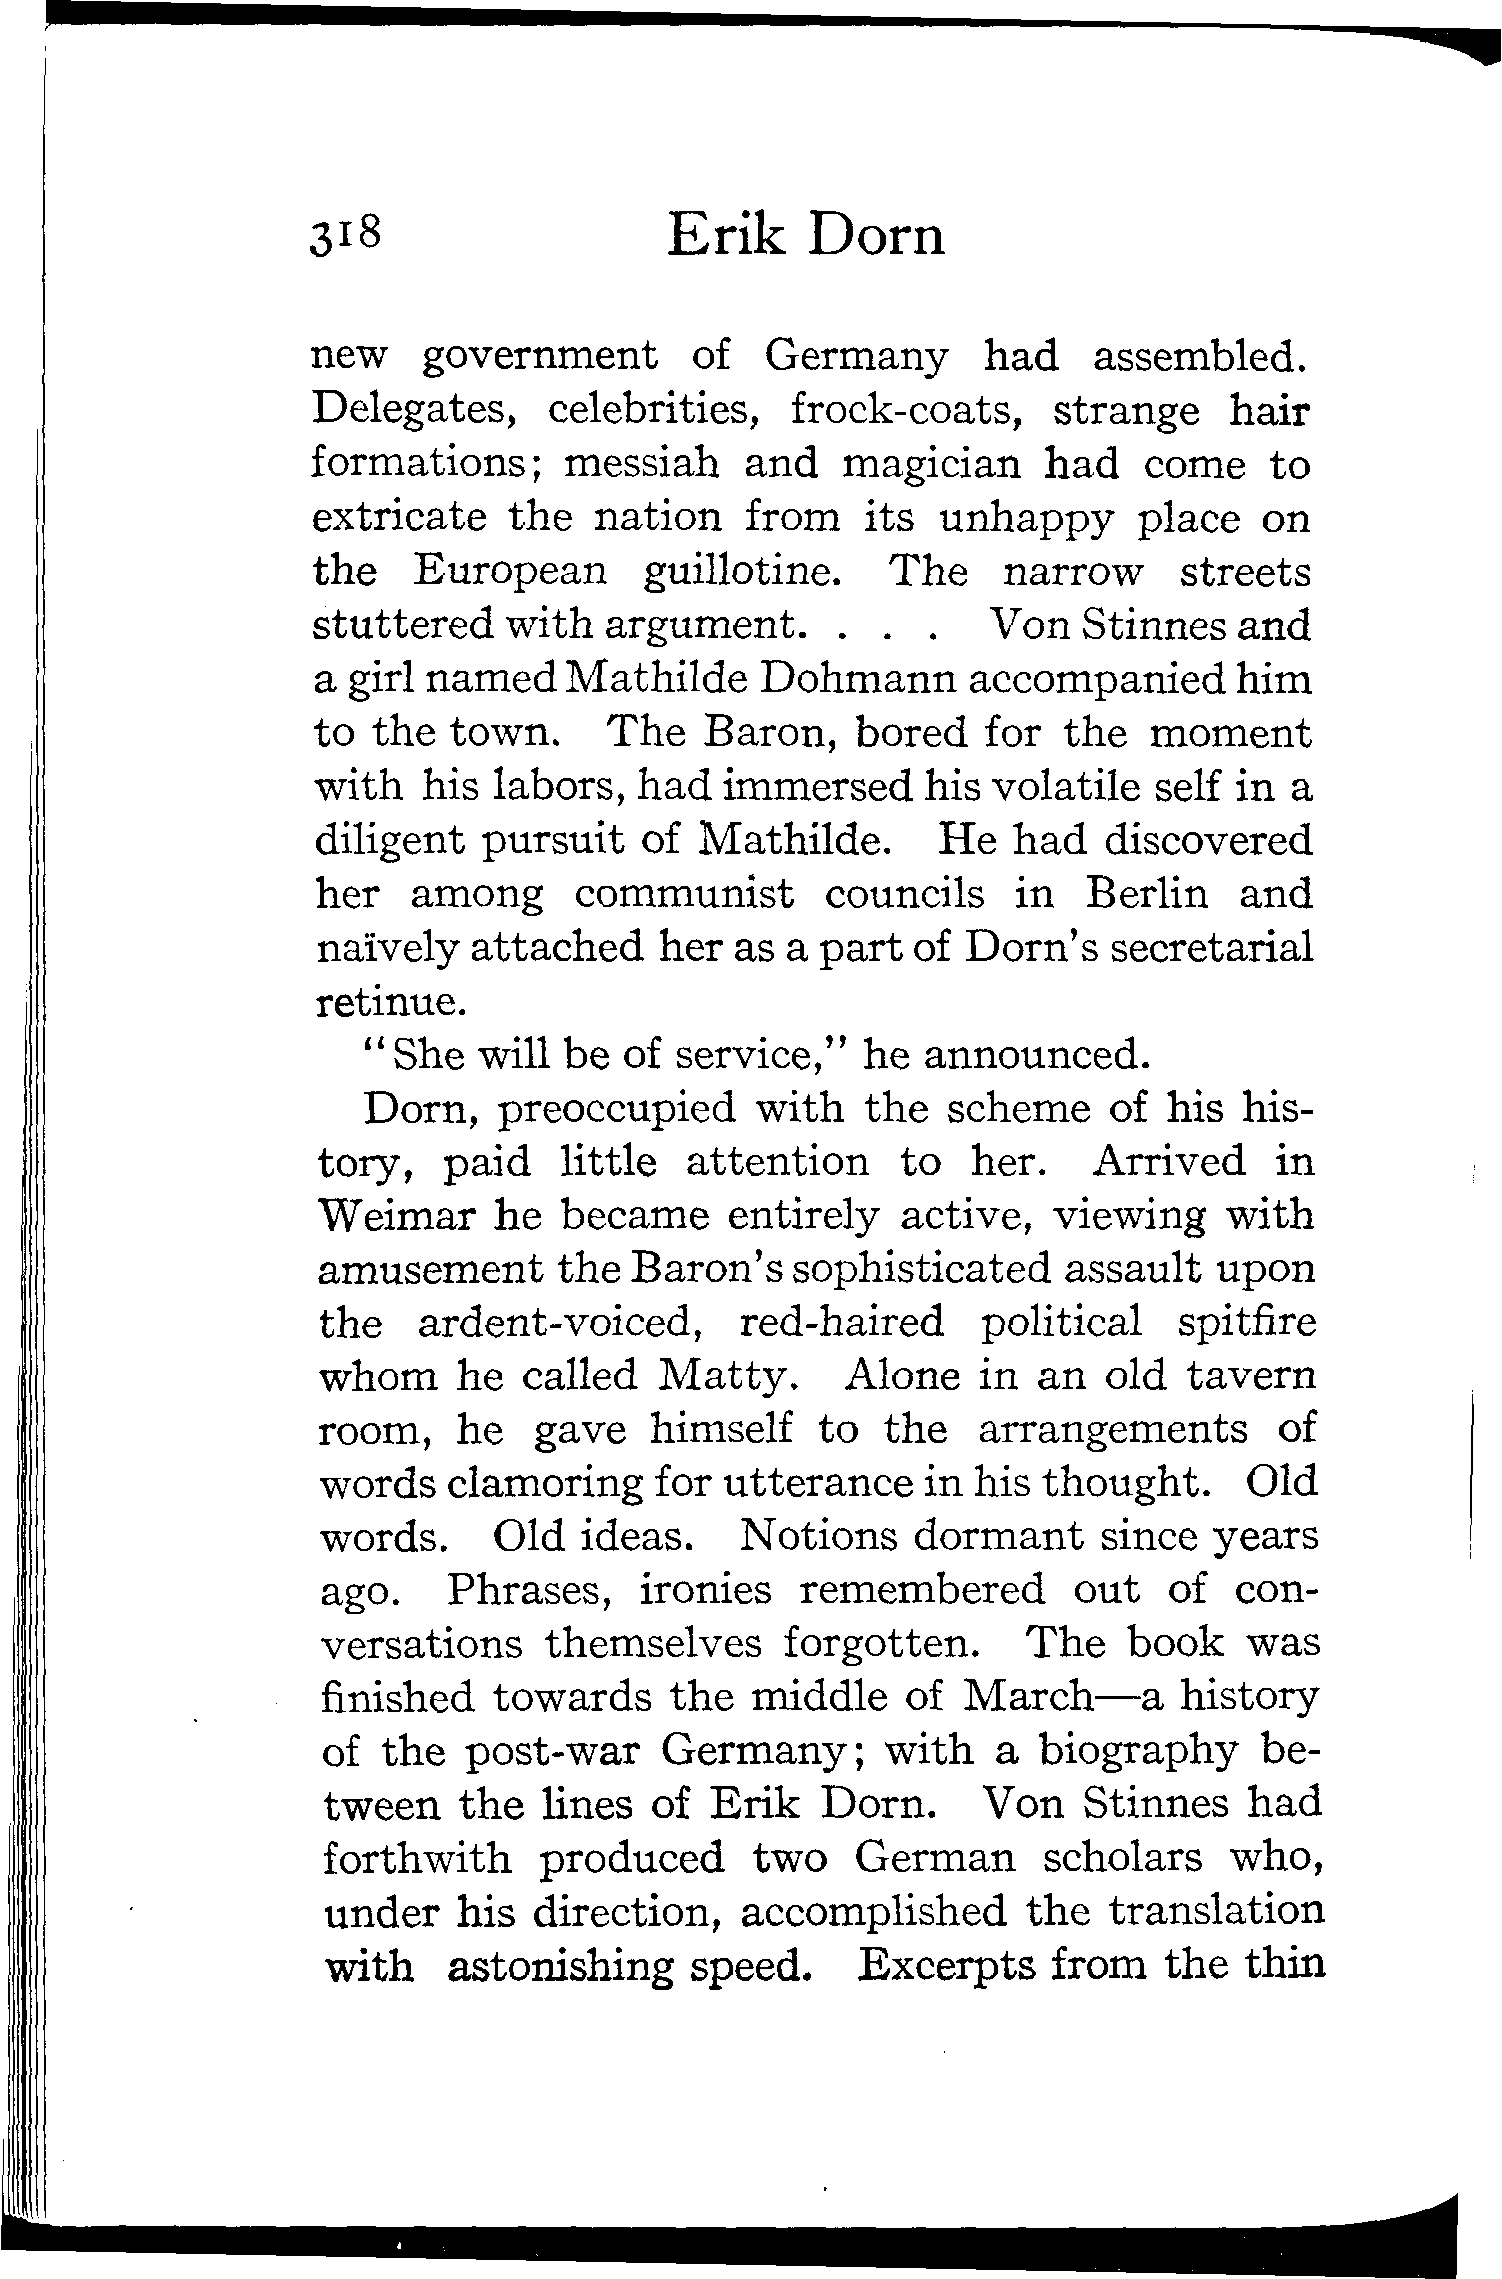 318 Erik Dorn
new government of Germany had assembled.
Delegates, celebrities, frock-coats, strange hair
formations; messiah and magician had come to
extricate the nation from its unhappy place on
the European guillotine. The narrow streets
stuttered with argument. . . . Von Stinnes and
a girl named Mathilde Dohmann accompanied him
to the town. The Baron, bored for the moment
with his labors, had immersed his volatile self in a
diligent pursuit of Mathilde. He had discovered
her among communist councils in Berlin and
naïvely attached her as a part of Dorn's secretarial
retinue.
"She will be of service," he announced.
Dorn, preoccupied with the scheme of his his-
tory, paid little attention to her. Arrived in
Weimar he became entirely active, viewing with
amusement the Baron's sophisticated assault upon
the ardent-voiced, red-haired political spitfire
whom he called Matty. Alone in an old tavern
room, he gave himself to the arrangements of
words clamoring for utterance in his thought. Old
words. Old ideas. Notions dormant since years
ago. Phrases, ironies remembered out of con-
versations themselves forgotten. The book was
finished towards the middle of March—a history
of the post-war Germany; with a biography be-
tween the lines of Erik Dorn. Von Stinnes had
forthwith produced two German scholars who,
under his direction, accomplished the translation
with astonishing speed. Excerpts from the thin